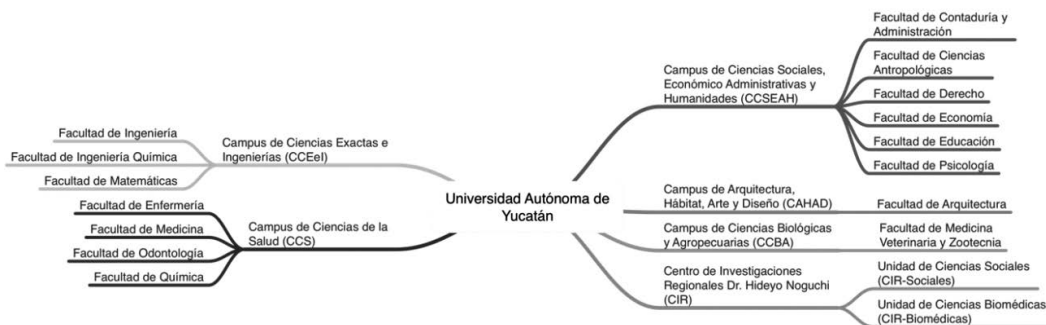 Universidad Autónoma de
Yucatán
Campus de Ciencias Exactas e
Ingenierías (CCEeI)
Facultad de Ingeniería
Facultad de Ingeniería Química
Facultad de Matemáticas
Campus de Ciencias de la
Salud (CCS)
Facultad de Enfermería
Facultad de Medicina
Facultad de Odontología
Facultad de Química
Campus de Ciencias Sociales,
Económico Administrativas y
Humanidades (CCSEAH)
Facultad de Contaduría y
Administración
Facultad de Ciencias
Antropológicas
Facultad de Derecho
Facultad de Economía
Facultad de Educación
Facultad de Psicología
Campus de Arquitectura,
Hábitat, Arte y Diseño (CAHAD)
Facultad de Arquitectura
Campus de Ciencias Biológicas
y Agropecuarias (CCBA)
Facultad de Medicina
Veterinaria y Zootecnia
Centro de Investigaciones
Regionales Dr. Hideyo Noguchi
(CIR)
Unidad de Ciencias Sociales
(CIR-Sociales)
Unidad de Ciencias Biomédicas
(CIR-Biomédicas)